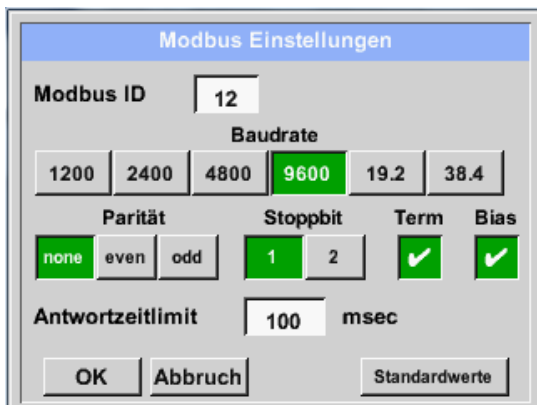 Modbus Einstellungen
Modbus ID 12
Baudrate
1200 2400 4800 9600 19.2 38.4
Parität Stoppbit Term Bias
none even odd 1 2
Antwortzeitlimit 100 msec
OK Abbruch Standardwerte